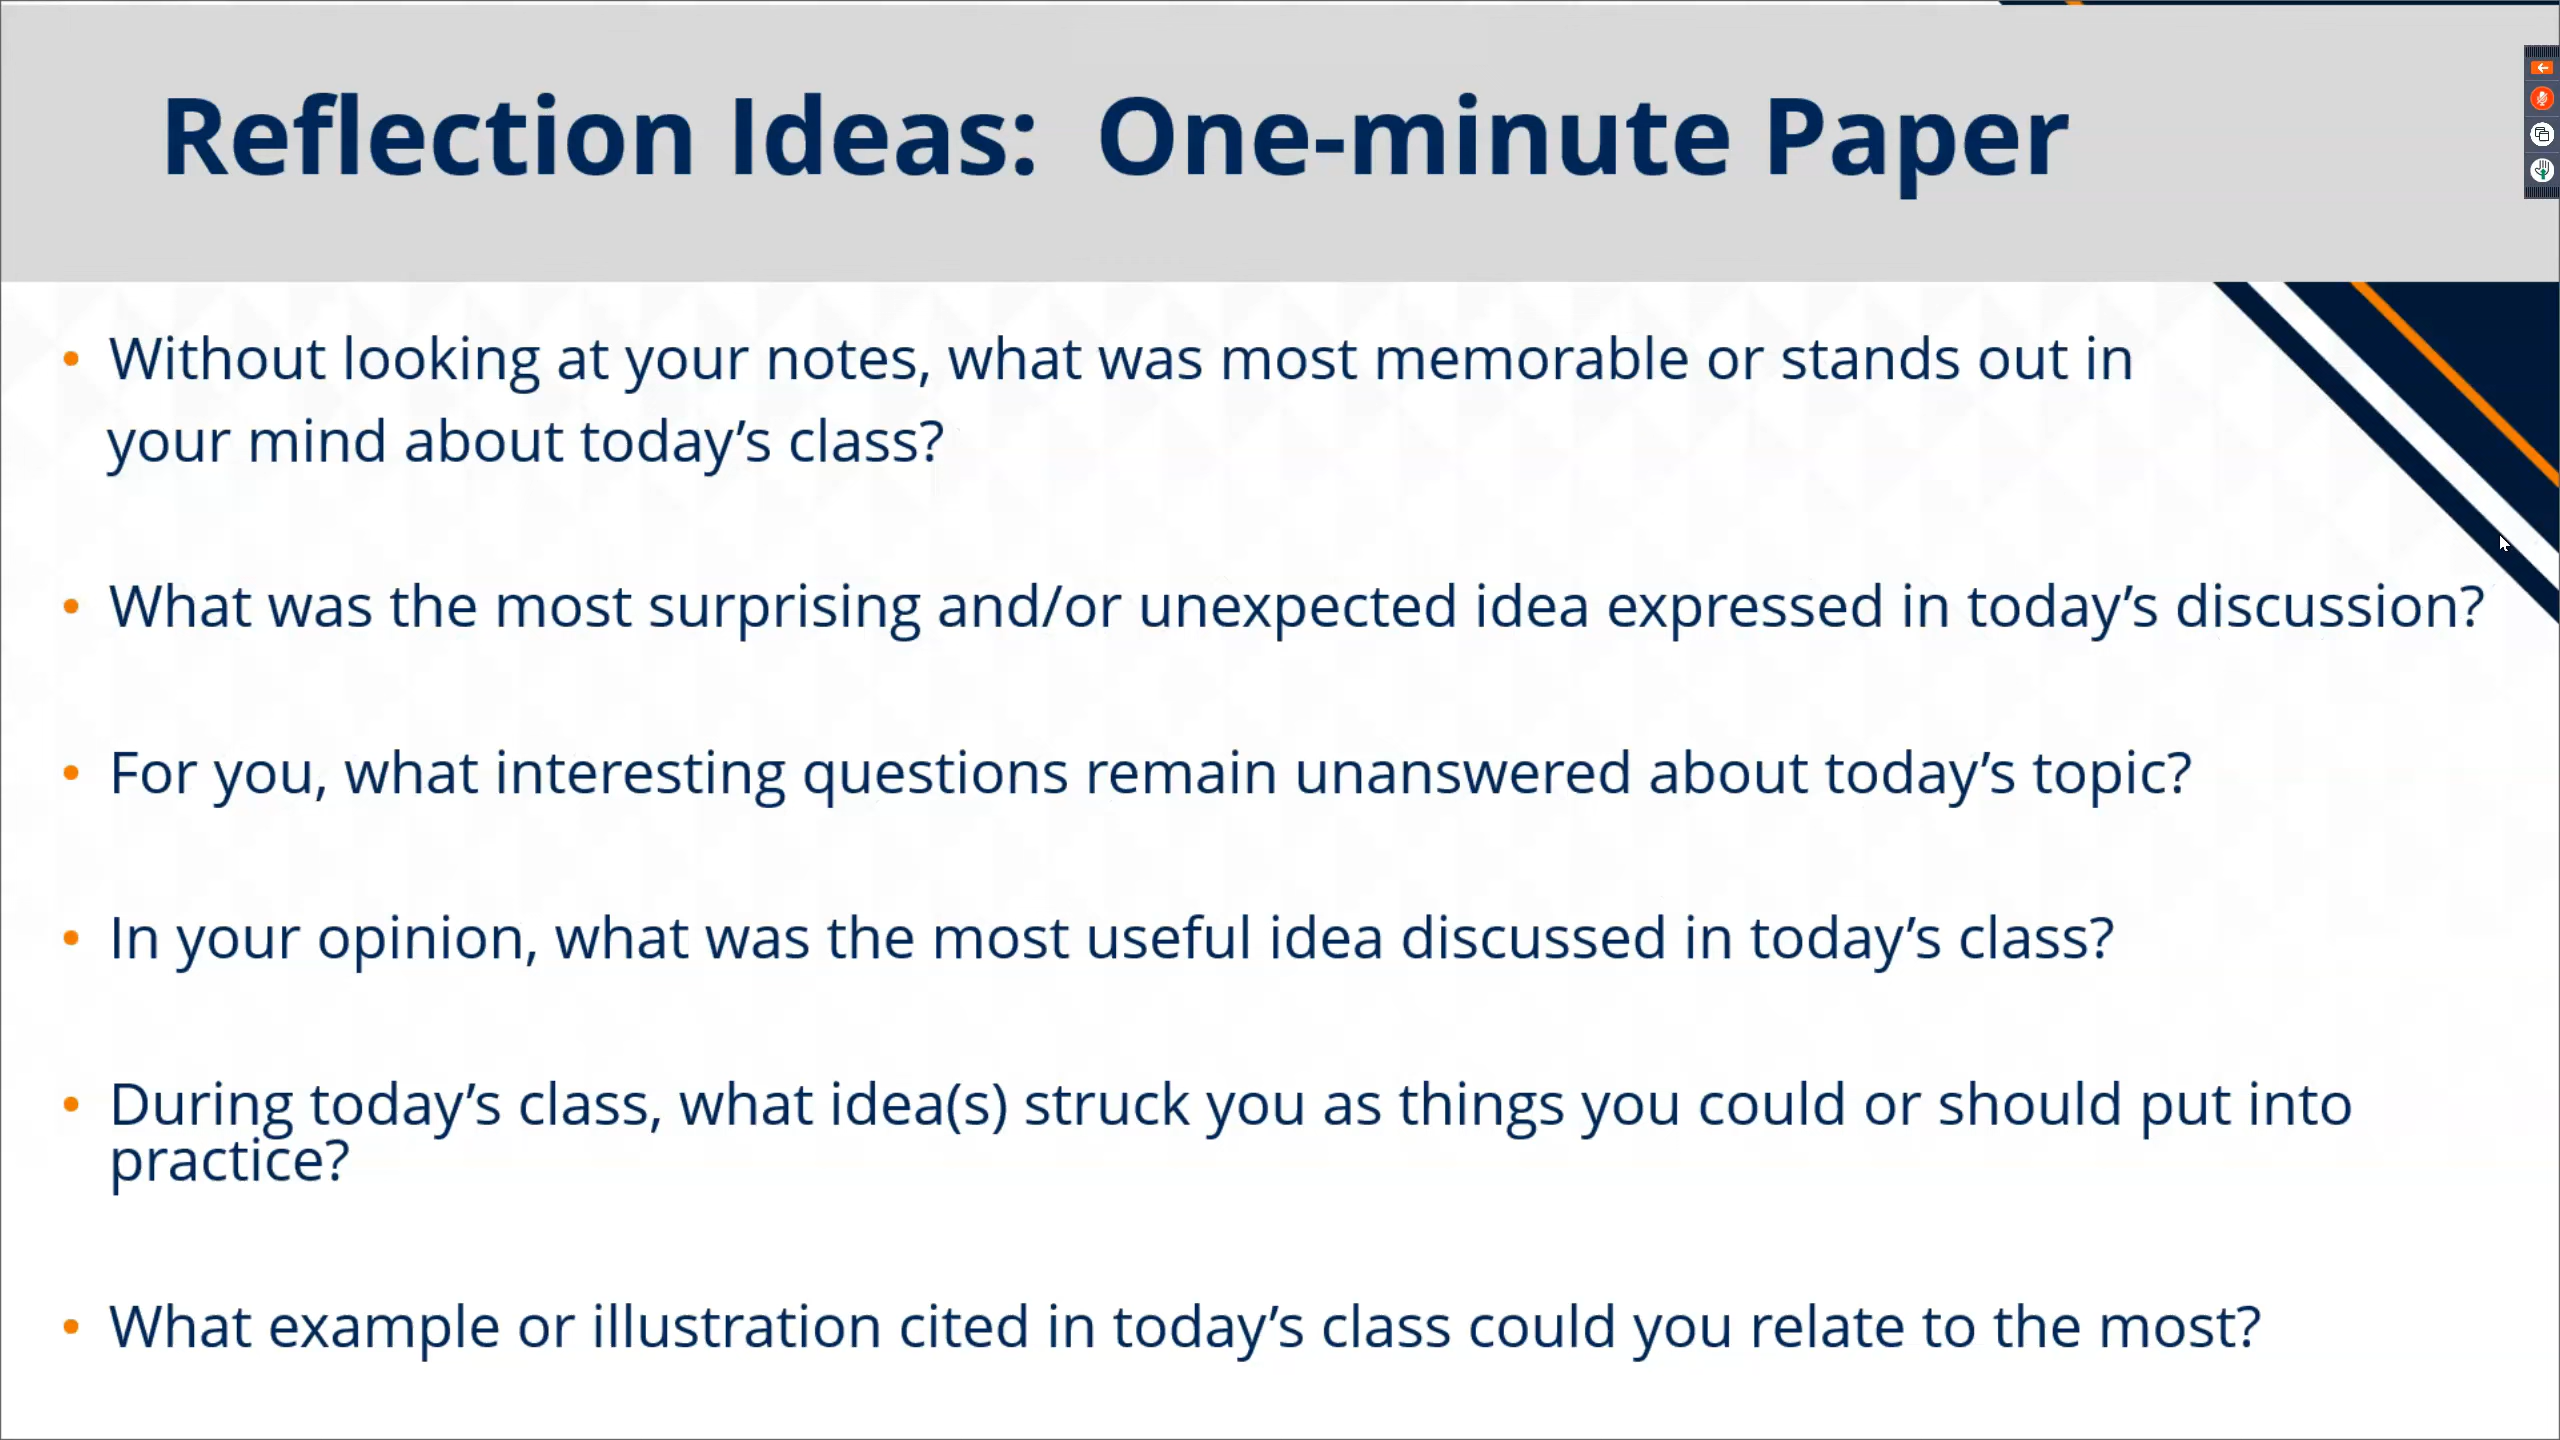 Reflection Ideas:  One-minute Paper
• Without looking at your notes, what was most memorable or stands out in
your mind about today’s class?
• What was the most surprising and/or unexpected idea expressed in today’s discussion?
• For you, what interesting questions remain unanswered about today’s topic?
• In your opinion, what was the most useful idea discussed in today’s class?
• During today’s class, what idea(s) struck you as things you could or should put into
practice?
• What example or illustration cited in today’s class could you relate to the most?